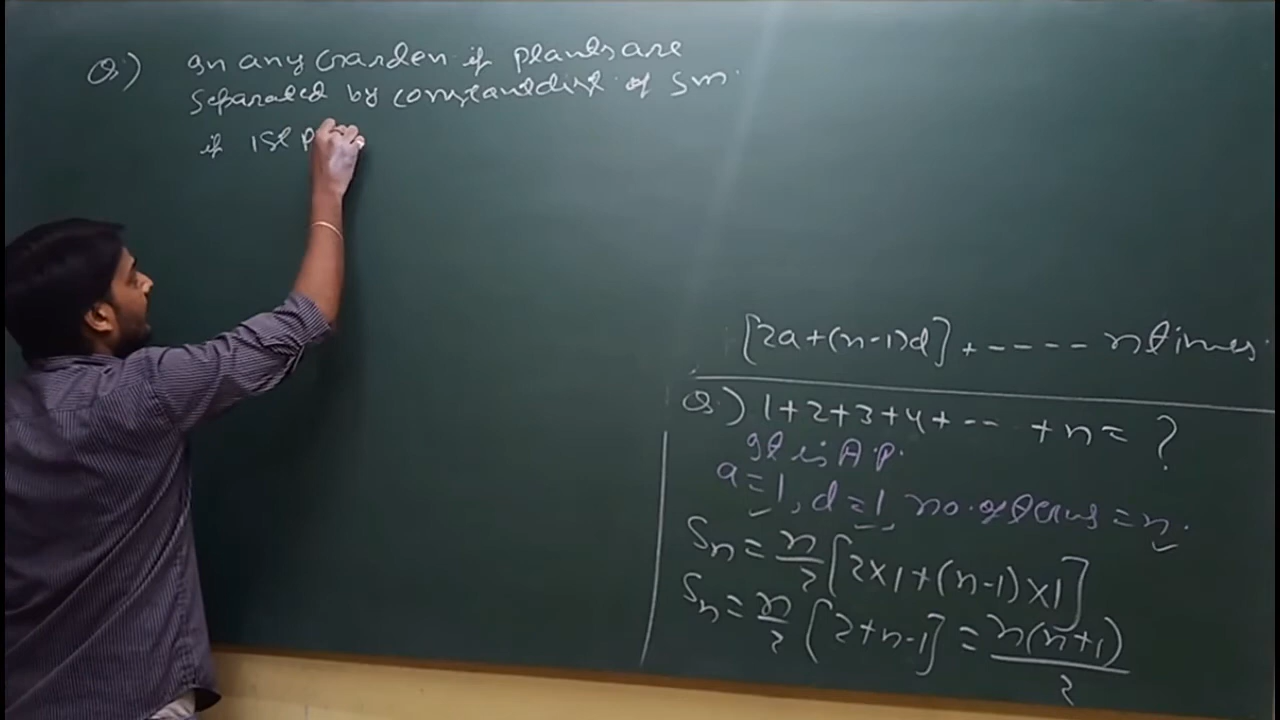 Q.) In any Garden if plants are
separated by constant dist. of 5m.
if 1st P
[2a+(n-1)d] + ---- n times.
Q.) 1+2+3+4+-- +n= ?
It is A.P.
a=1, d=1, no. of terms = n.
Sn = n/2 [2×1+(n-1)×1]
Sn = n/2 [2+n-1] = n(n+1)/2